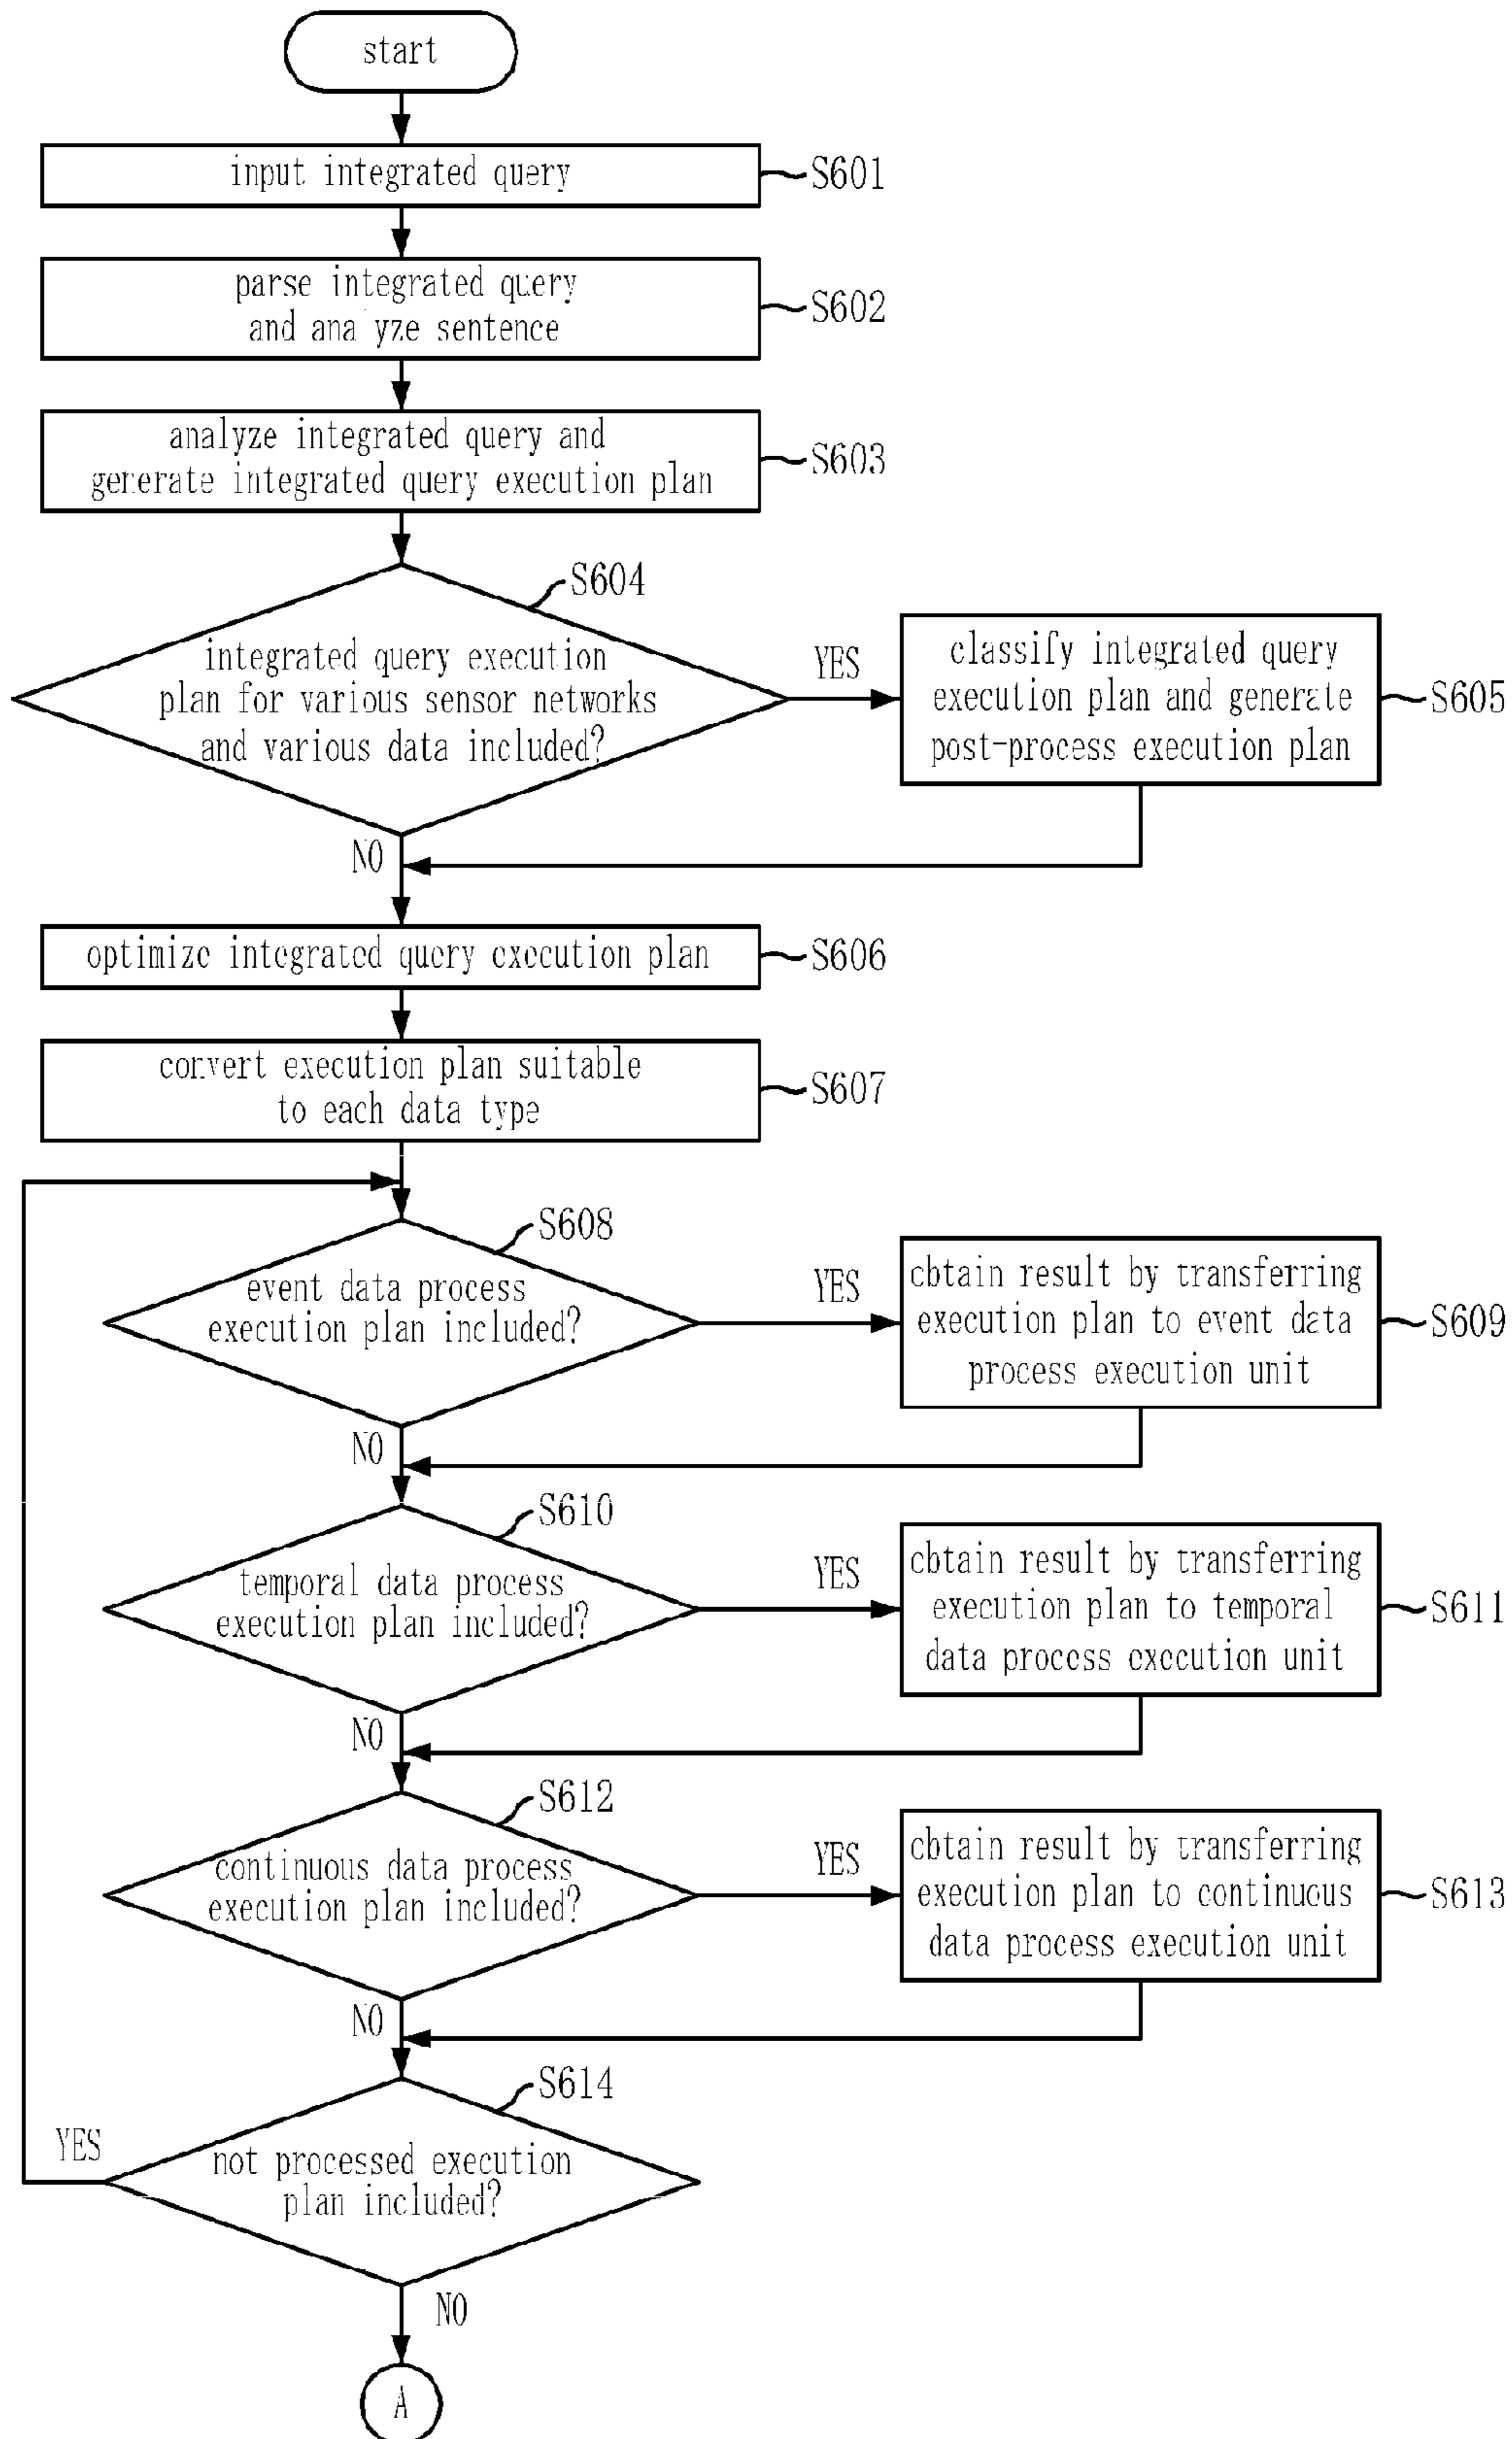 start
input integrated query
S601
parse integrated query
and analyze sentence
S602
analyze integrated query and
generate integrated query execution plan
S603
S604
integrated query execution
plan for various sensor networks
and various data included?
YES
classify integrated query
execution plan and generate
post-process execution plan
S605
NO
optimize integrated query execution plan
S606
convert execution plan suitable
to each data type
S607
S608
event data process
execution plan included?
YES
obtain result by transferring
execution plan to event data
process execution unit
S609
NO
S610
temporal data process
execution plan included?
YES
obtain result by transferring
execution plan to temporal
data process execution unit
S611
NO
S612
continuous data process
execution plan included?
YES
obtain result by transferring
execution plan to continuous
data process execution unit
S613
NO
S614
YES
not processed execution
plan included?
NO
A